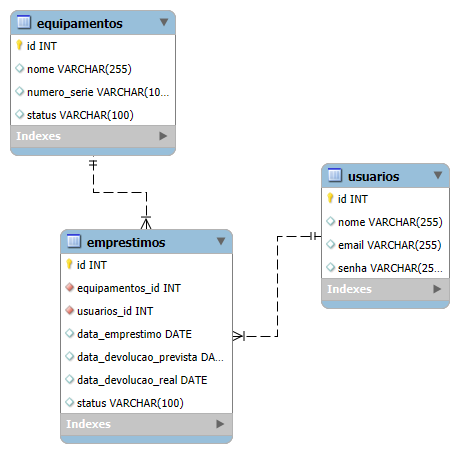 equipamentos
id INT
nome VARCHAR(255)
numero_serie VARCHAR(10...
status VARCHAR(100)
Indexes
usuarios
id INT
nome VARCHAR(255)
email VARCHAR(255)
senha VARCHAR(25...
Indexes
emprestimos
id INT
equipamentos_id INT
usuarios_id INT
data_emprestimo DATE
data_devolucao_prevista DA...
data_devolucao_real DATE
status VARCHAR(100)
Indexes